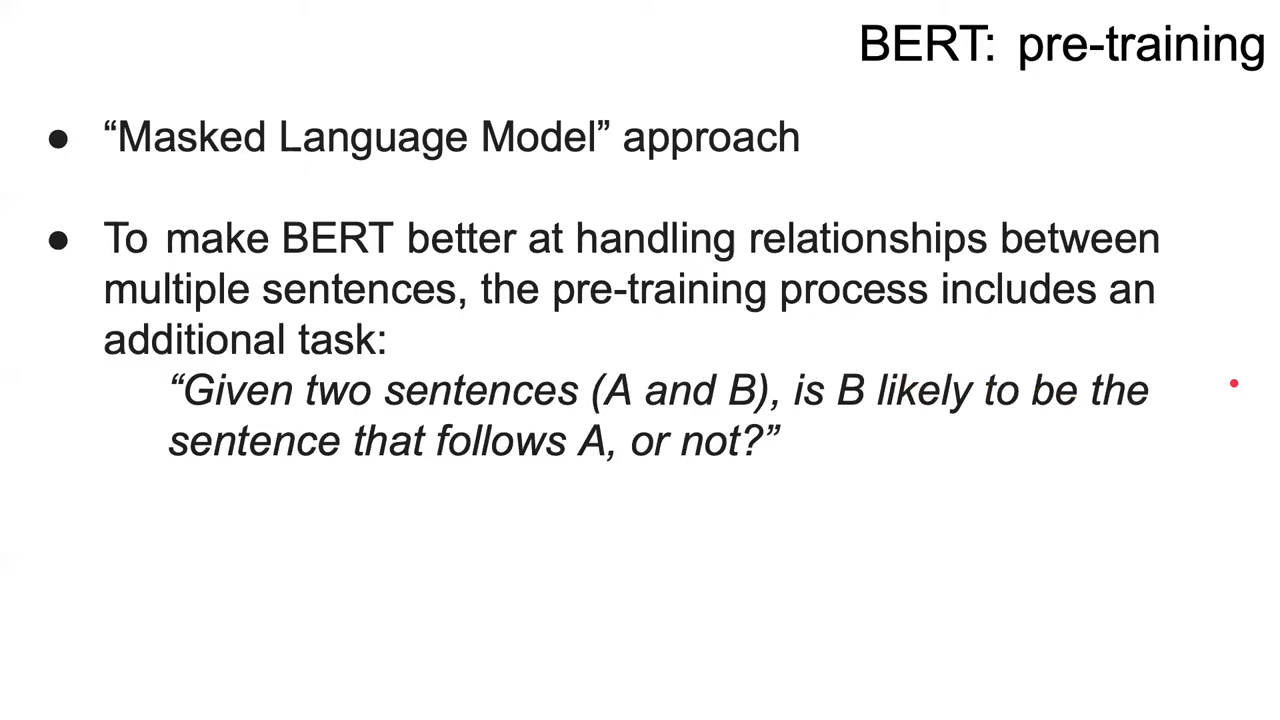 BERT: pre-training
● “Masked Language Model” approach
● To make BERT better at handling relationships between
multiple sentences, the pre-training process includes an
additional task:
“Given two sentences (A and B), is B likely to be the
sentence that follows A, or not?”